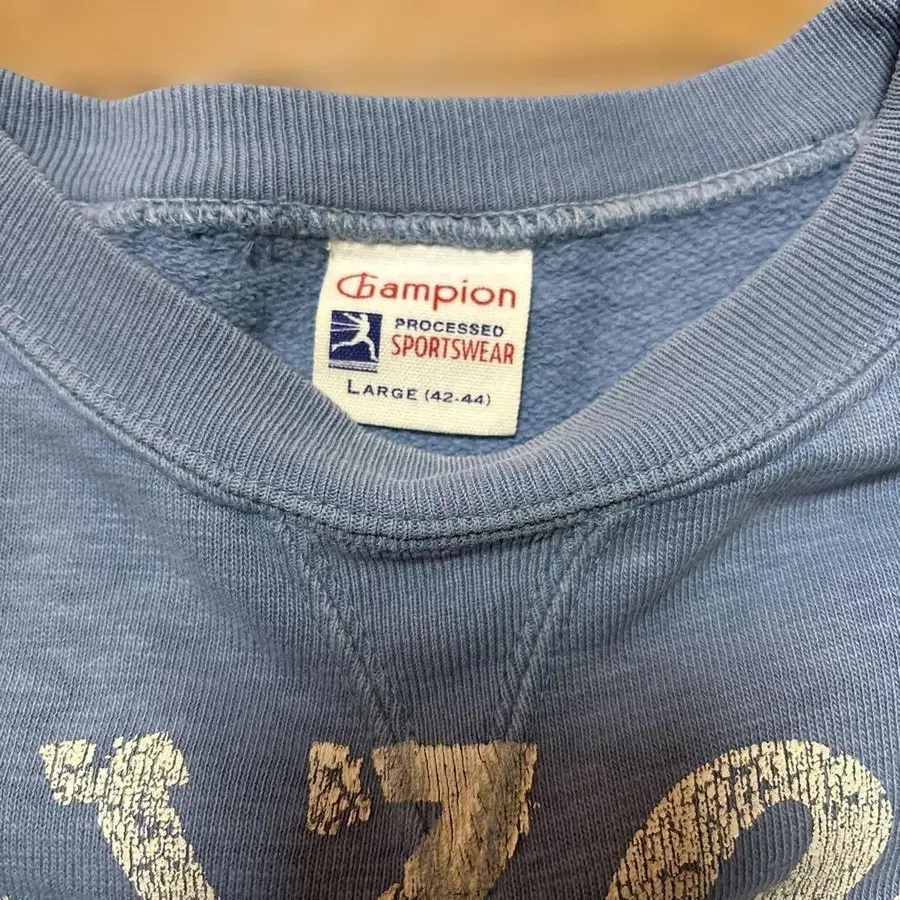 Champion
PROCESSED
SPORTSWEAR
LARGE (42-44)